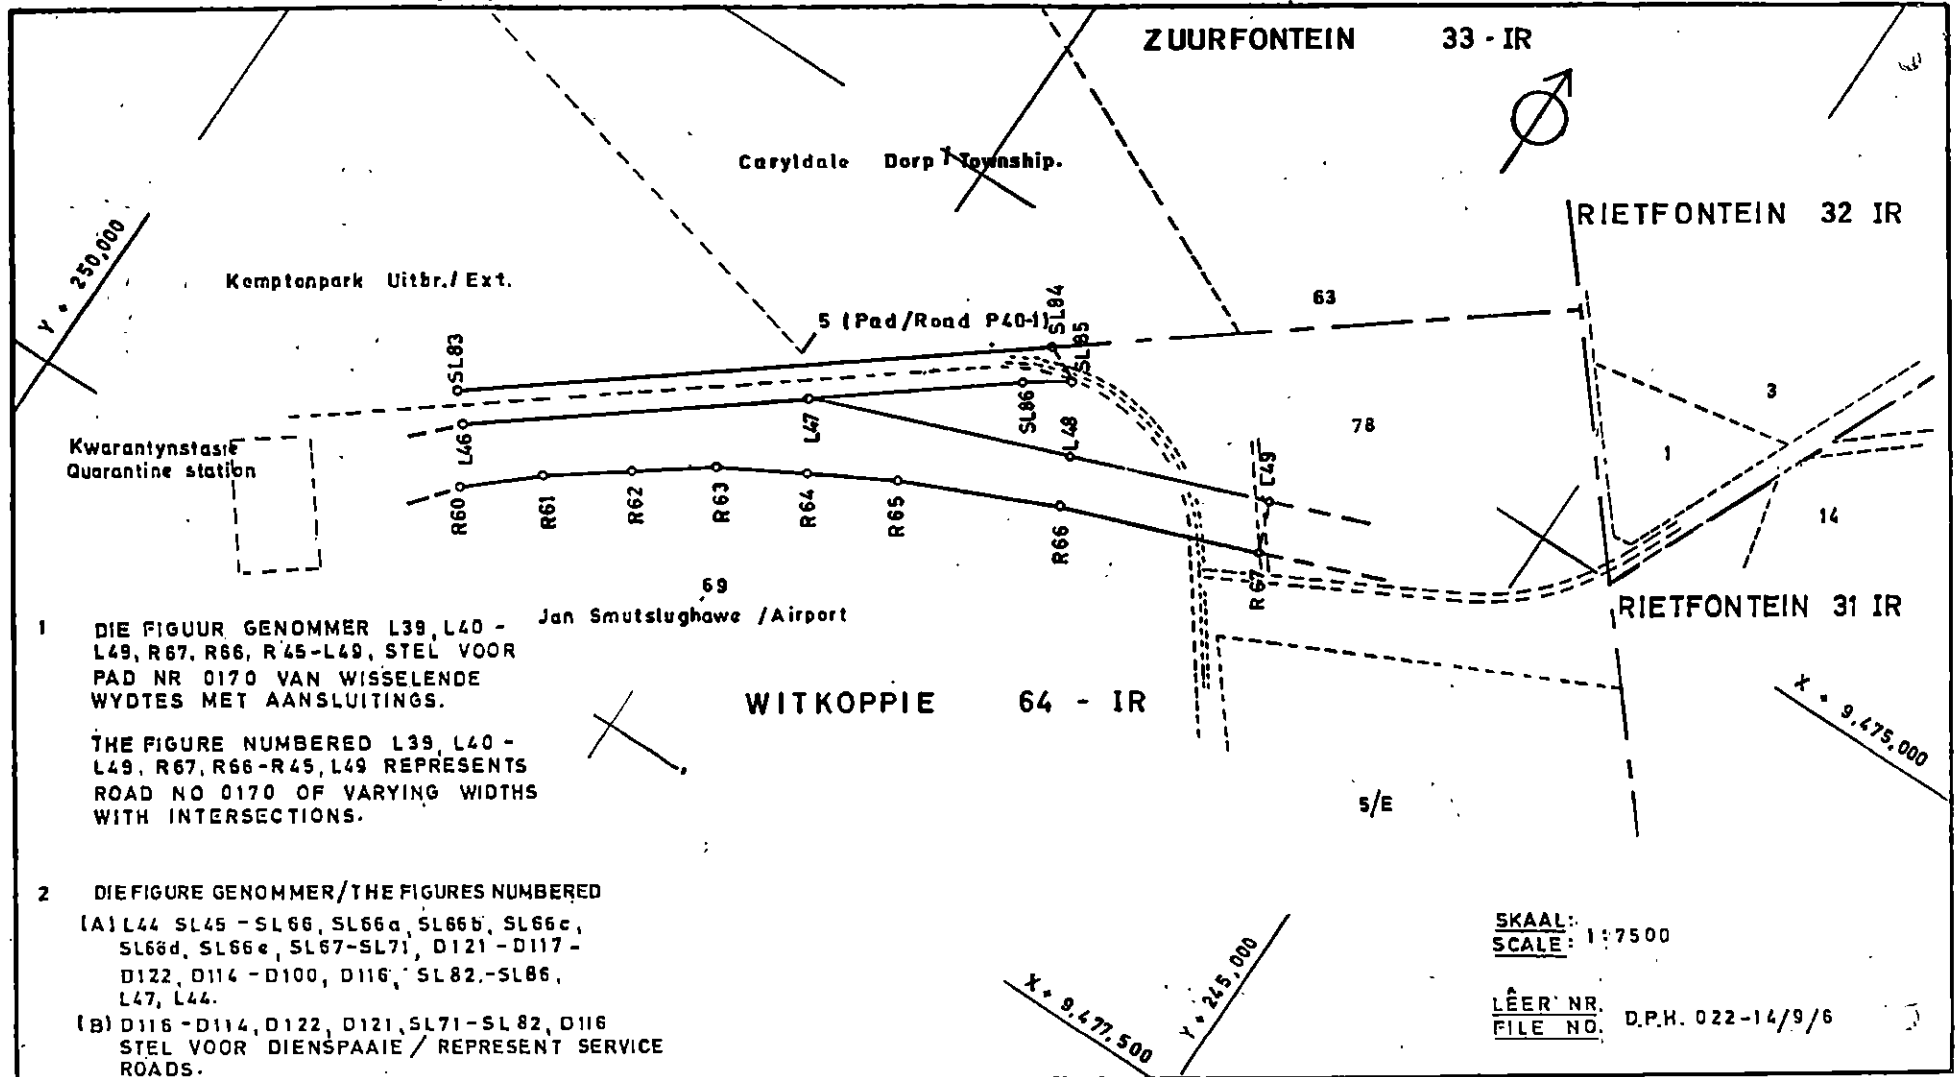 ZUURFONTEIN 33 - IR
Caryldale Dorp / Township.
RIETFONTEIN 32 IR
Y + 250,000
Kemptonpark Uitbr./ Ext.
63
5 (Pad/Road P40-1)
SL83
SL84
SL85
SL86
L46
L47
L48
L49
3
78
1
14
Kwarantynstasie
Quarantine station
R60
R61
R62
R63
R64
R65
R66
R67
69
Jan Smutslughawe /Airport
RIETFONTEIN 31 IR
WITKOPPIE 64 - IR
X + 9,475,000
5/E
1 DIE FIGUUR GENOMMER L39, L40 -
L49, R67, R66, R45-L49, STEL VOOR
PAD NR 0170 VAN WISSELENDE
WYDTES MET AANSLUITINGS.
THE FIGURE NUMBERED L39, L40 -
L49, R67, R66-R45, L49 REPRESENTS
ROAD NO 0170 OF VARYING WIDTHS
WITH INTERSECTIONS.
2 DIE FIGURE GENOMMER/THE FIGURES NUMBERED
(A) L44 SL45 - SL66, SL66a, SL66b, SL66c,
SL66d, SL66e, SL67-SL71, D121 - D117 -
D122, D114 - D100, D116, SL82.-SL86,
L47, L44.
(B) D116 - D114, D122, D121, SL71-SL82, D116
STEL VOOR DIENSPAAIE / REPRESENT SERVICE
ROADS.
X + 9,477,500
Y + 245,000
SKAAL:
SCALE: 1:7500
LÊER NR.
FILE NO. D.P.H. 022-14/9/6